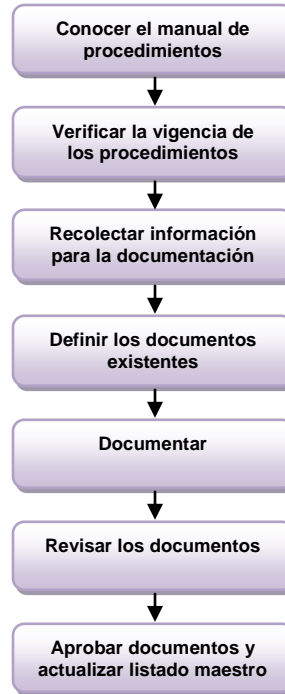 Conocer el manual de
procedimientos
Verificar la vigencia de
los procedimientos
Recolectar información
para la documentación
Definir los documentos
existentes
Documentar
Revisar los documentos
Aprobar documentos y
actualizar listado maestro